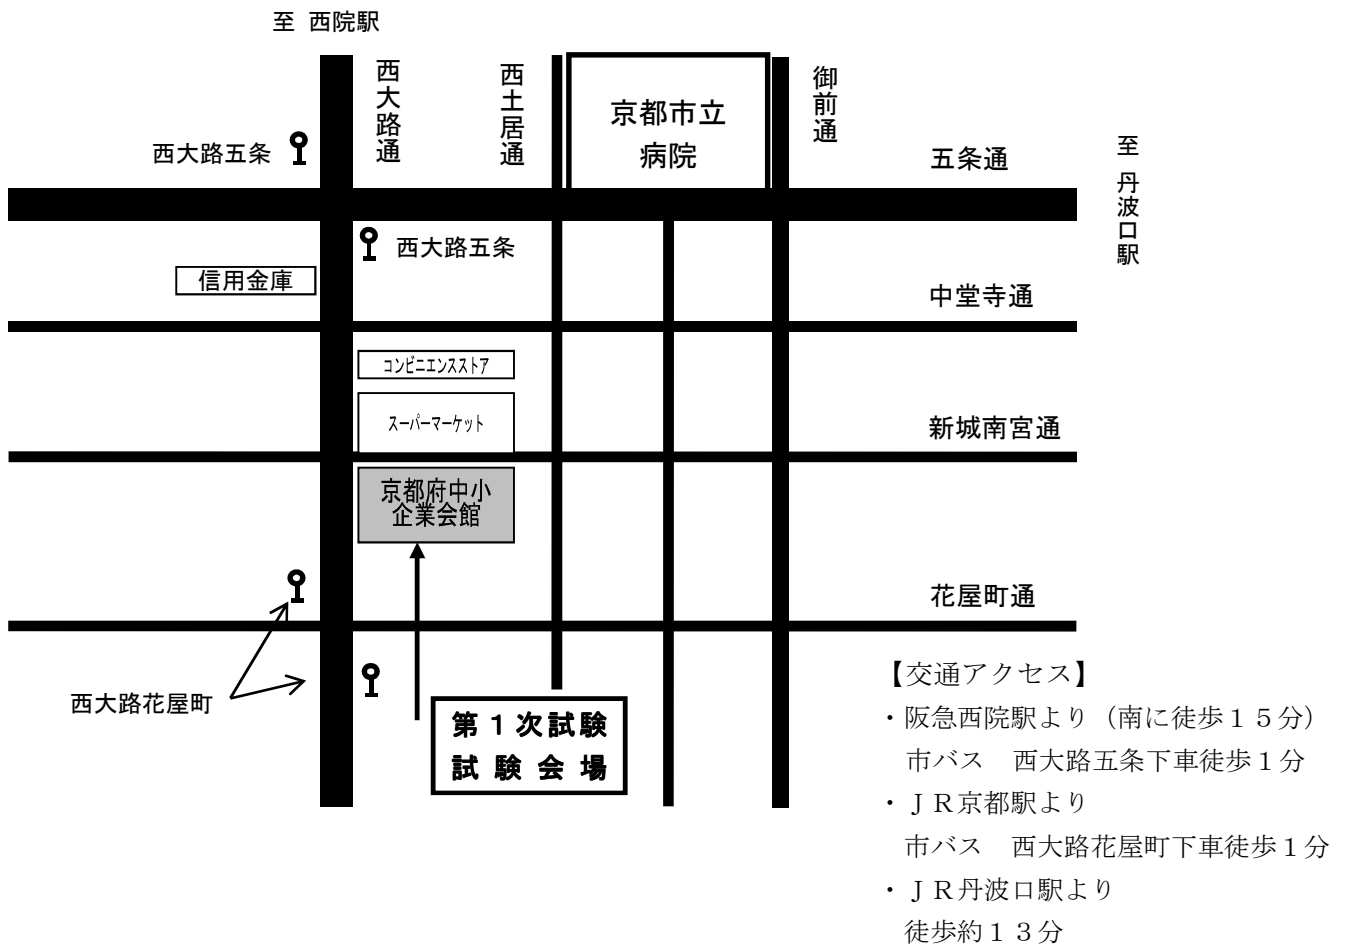 至 西院駅
西大路通
西土居通
京都市立
病院
御前通
西大路五条
五条通
至 丹波口駅
西大路五条
信用金庫
中堂寺通
コンビニエンスストア
スーパーマーケット
新城南宮通
京都府中小
企業会館
花屋町通
西大路花屋町
第１次試験
試験会場
【交通アクセス】
・阪急西院駅より（南に徒歩１５分）
市バス　西大路五条下車徒歩１分
・ＪＲ京都駅より
市バス　西大路花屋町下車徒歩１分
・ＪＲ丹波口駅より
徒歩約１３分